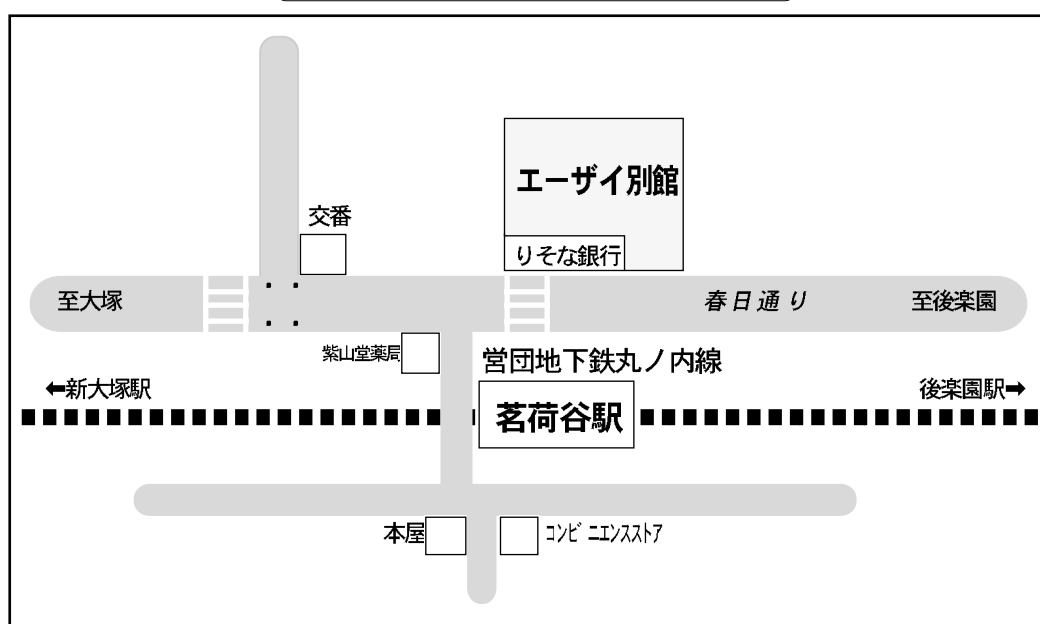 エーザイ別館
交番
りそな銀行
至大塚
春日通り
至後楽園
紫山堂薬局
営団地下鉄丸ノ内線
←新大塚駅
後楽園駅→
茗荷谷駅
本屋
コンビニエンスストア